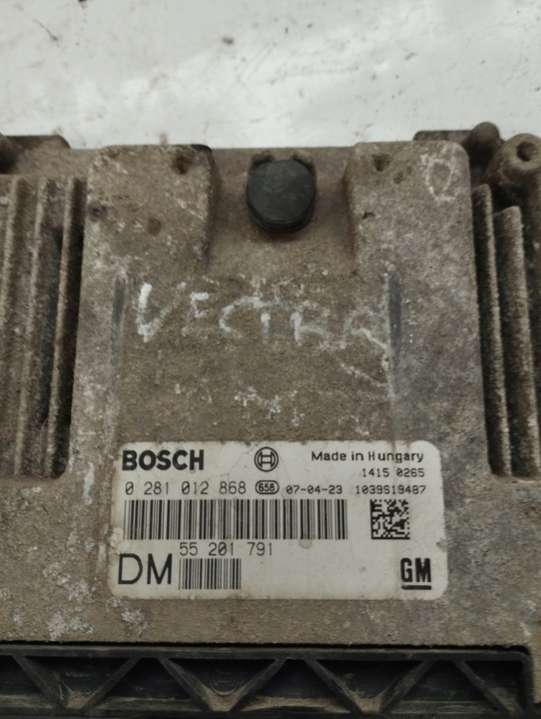 VECTRA
BOSCH Made in Hungary
1415 0265
0 281 012 868 656 07-04-23 1039S19487
55 201 791
DM GM